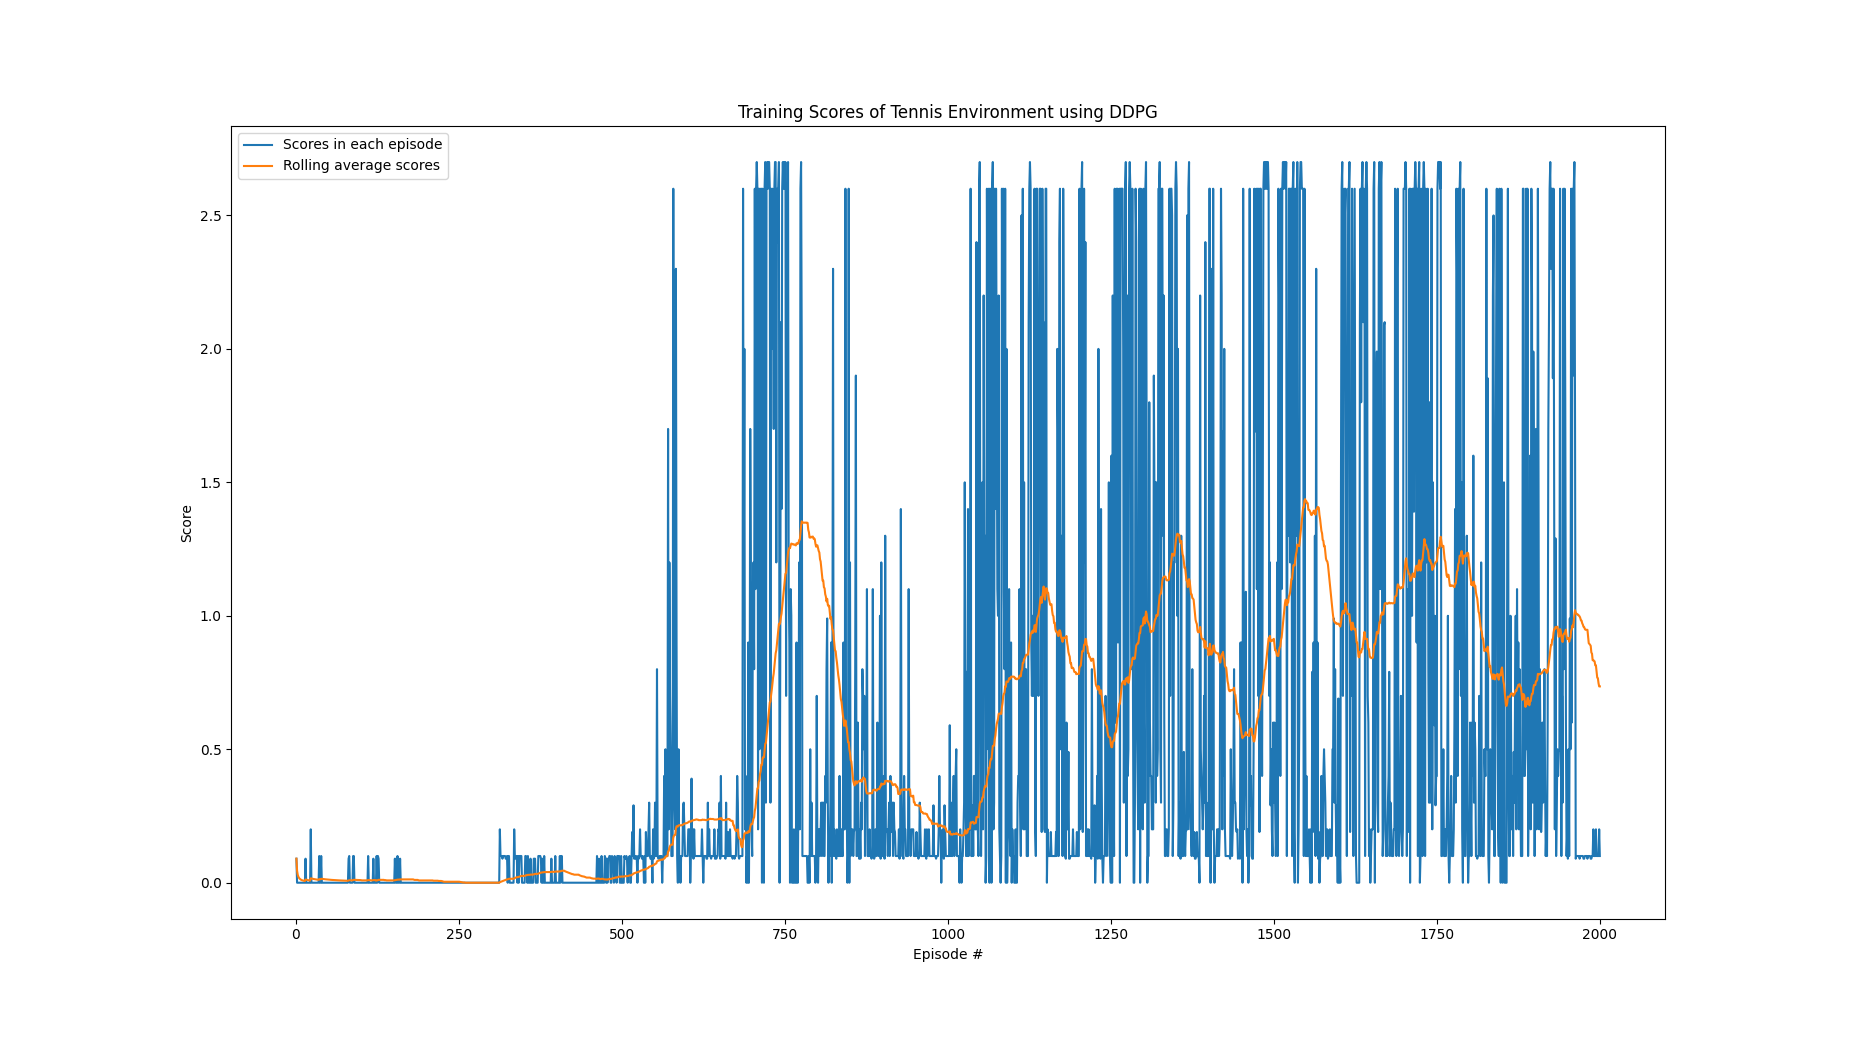 Training Scores of Tennis Environment using DDPG
Scores in each episode
Rolling average scores
2.5
2.0
1.5
1.0
0.5
0.0
Score
0 250 500 750 1000 1250 1500 1750 2000
Episode #